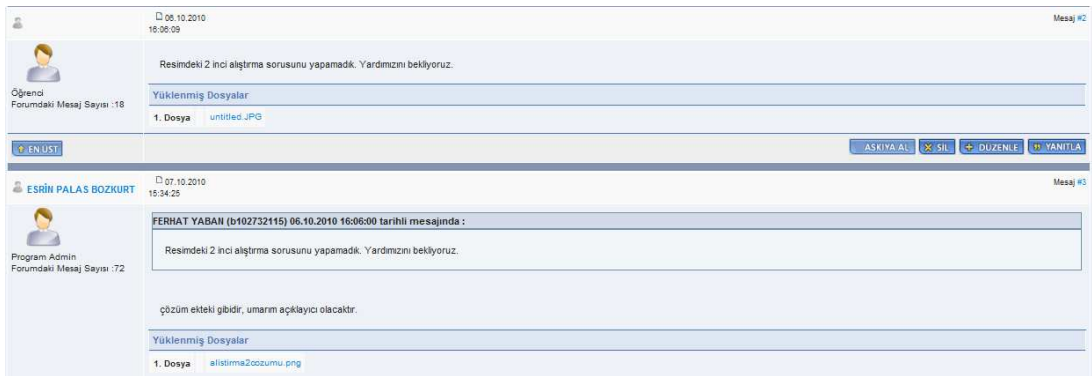 06.10.2010
Mesaj #2
16:06:09
Resimdeki 2 inci alıştırma sorusunu yapamadık. Yardımızını bekliyoruz.
Öğrenci
Forumdaki Mesaj Sayısı :18
Yüklenmiş Dosyalar
1. Dosya untitled.JPG
EN ÜST
ASKIYA AL SİL DÜZENLE YANITLA
ESRİN PALAS BOZKURT
07.10.2010
Mesaj #3
15:34:25
FERHAT YABAN (b102732115) 06.10.2010 16:06:00 tarihli mesajında :
Resimdeki 2 inci alıştırma sorusunu yapamadık. Yardımızını bekliyoruz.
Program Admin
Forumdaki Mesaj Sayısı :72
çözüm ekteki gibidir, umarım açıklayıcı olacaktır.
Yüklenmiş Dosyalar
1. Dosya alistirma2cozumu.png